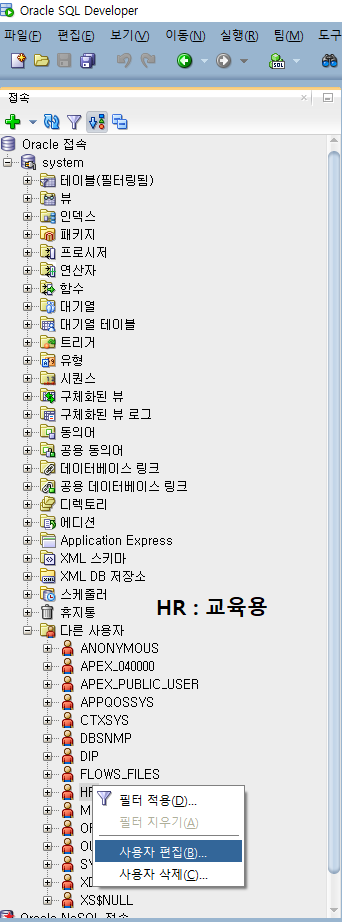 Oracle SQL Developer
파일(F) 편집(E) 보기(V) 이동(N) 실행(R) 팀(M) 도구
SQL
접속
Oracle 접속
system
테이블(필터링됨)
뷰
인덱스
패키지
프로시저
연산자
함수
대기열
대기열 테이블
트리거
유형
시퀀스
구체화된 뷰
구체화된 뷰 로그
동의어
공용 동의어
데이터베이스 링크
공용 데이터베이스 링크
디렉토리
에디션
Application Express
XML 스키마
XML DB 저장소
스케줄러
HR : 교육용
휴지통
다른 사용자
ANONYMOUS
APEX_040000
APEX_PUBLIC_USER
APPQOSSYS
CTXSYS
DBSNMP
DIP
FLOWS_FILES
HR
필터 적용(D)...
필터 지우기(A)
사용자 편집(B)...
사용자 삭제(C)...
XS$NULL
Oracle NoSQL 접속